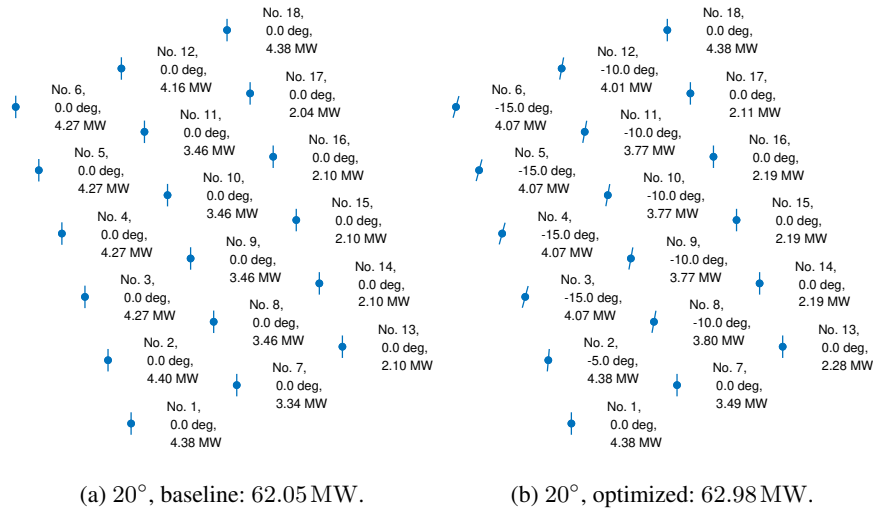 No. 18,
0.0 deg,
4.38 MW
No. 12,
0.0 deg,
4.16 MW
No. 17,
0.0 deg,
2.04 MW
No. 6,
0.0 deg,
4.27 MW
No. 11,
0.0 deg,
3.46 MW
No. 16,
0.0 deg,
2.10 MW
No. 5,
0.0 deg,
4.27 MW
No. 10,
0.0 deg,
3.46 MW
No. 15,
0.0 deg,
2.10 MW
No. 4,
0.0 deg,
4.27 MW
No. 9,
0.0 deg,
3.46 MW
No. 14,
0.0 deg,
2.10 MW
No. 3,
0.0 deg,
4.27 MW
No. 8,
0.0 deg,
3.46 MW
No. 13,
0.0 deg,
2.10 MW
No. 2,
0.0 deg,
4.40 MW
No. 7,
0.0 deg,
3.34 MW
No. 1,
0.0 deg,
4.38 MW
(a) 20°, baseline: 62.05 MW.
No. 18,
0.0 deg,
4.38 MW
No. 12,
-10.0 deg,
4.01 MW
No. 17,
0.0 deg,
2.11 MW
No. 6,
-15.0 deg,
4.07 MW
No. 11,
-10.0 deg,
3.77 MW
No. 16,
0.0 deg,
2.19 MW
No. 5,
-15.0 deg,
4.07 MW
No. 10,
-10.0 deg,
3.77 MW
No. 15,
0.0 deg,
2.19 MW
No. 4,
-15.0 deg,
4.07 MW
No. 9,
-10.0 deg,
3.77 MW
No. 14,
0.0 deg,
2.19 MW
No. 3,
-15.0 deg,
4.07 MW
No. 8,
-10.0 deg,
3.80 MW
No. 13,
0.0 deg,
2.28 MW
No. 2,
-5.0 deg,
4.38 MW
No. 7,
0.0 deg,
3.49 MW
No. 1,
0.0 deg,
4.38 MW
(b) 20°, optimized: 62.98 MW.